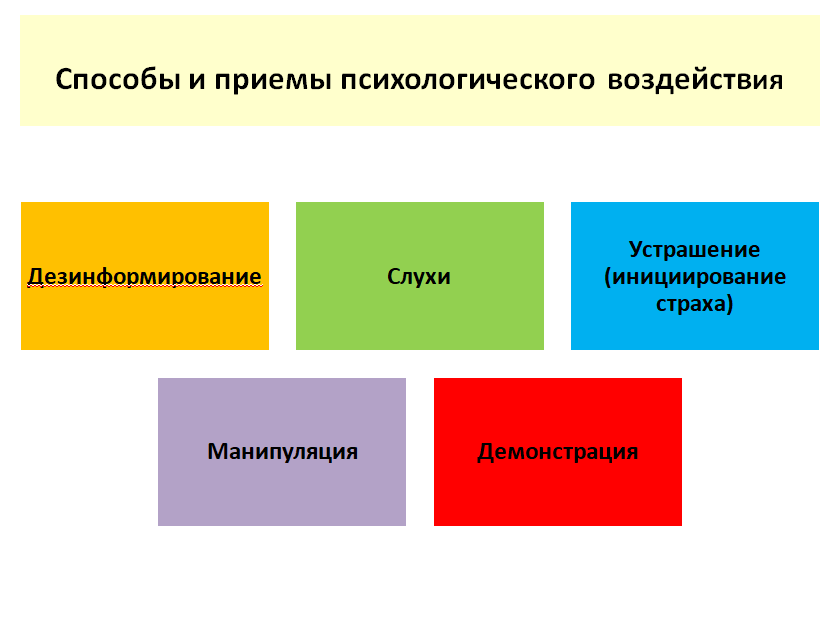 Способы и приемы психологического воздействия
Дезинформирование
Слухи
Устрашение
(инициирование
страха)
Манипуляция
Демонстрация